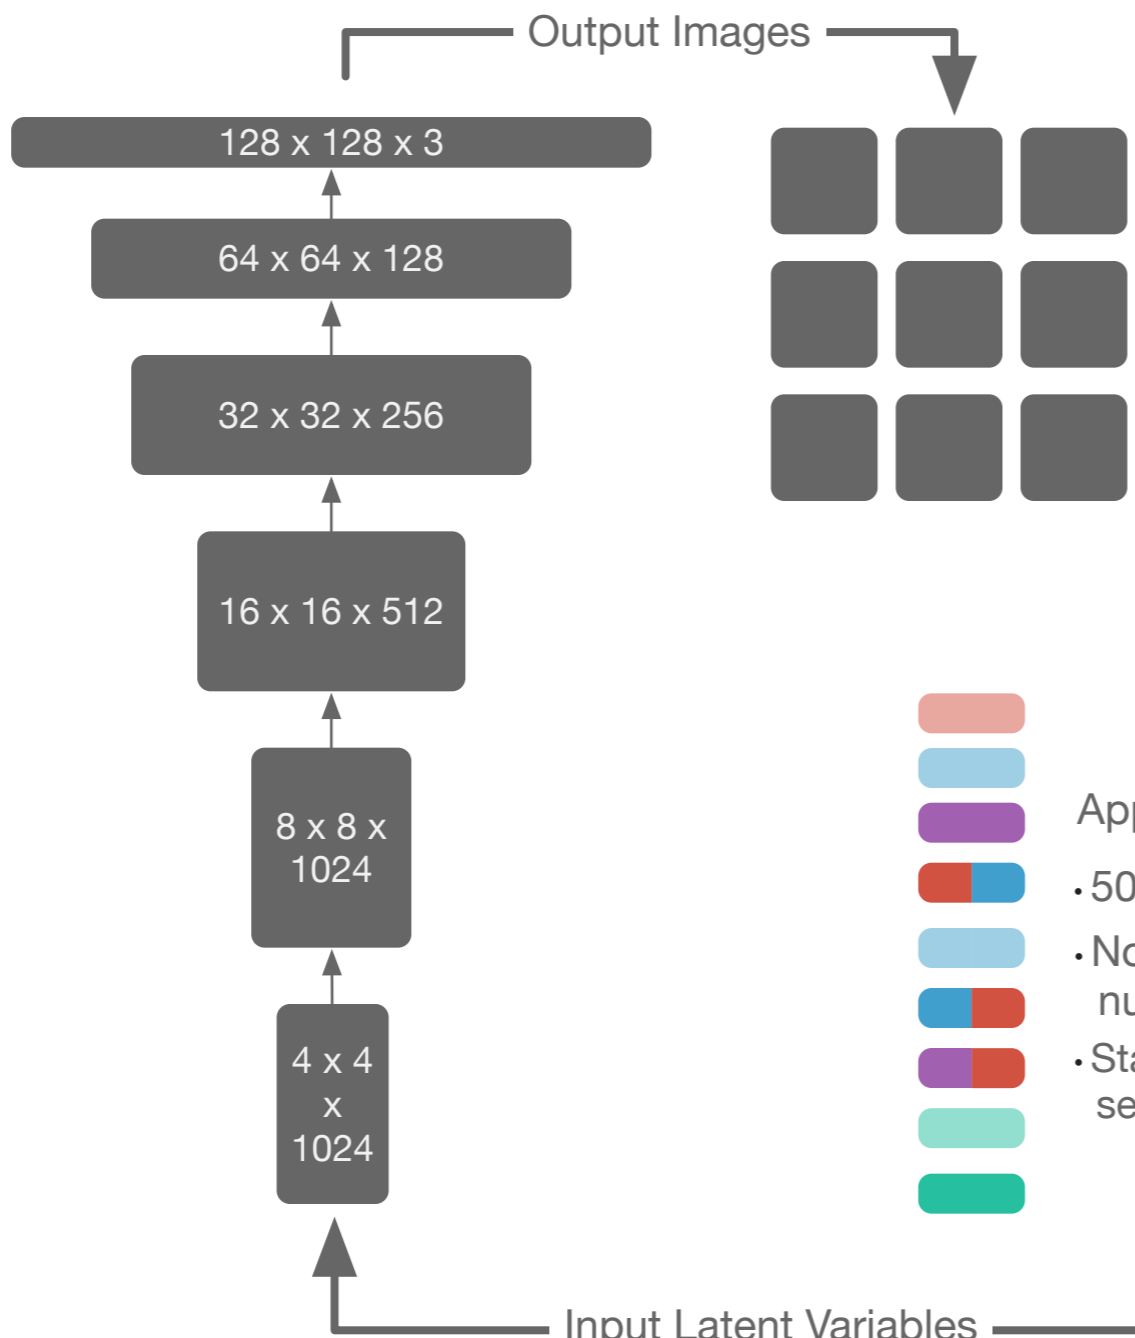 Output Images
128 x 128 x 3
64 x 64 x 128
32 x 32 x 256
16 x 16 x 512
8 x 8 x
1024
4 x 4
x
1024
Input Latent Variables
50